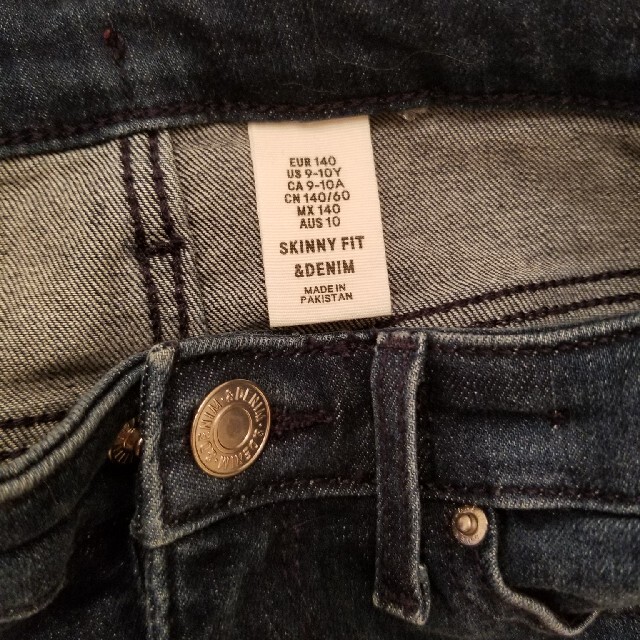 EUR 140
US 9-10Y
CA 9-10A
CN 140/60
MX 140
AUS 10
SKINNY FIT
&DENIM
MADE IN
PAKISTAN
&DENIM